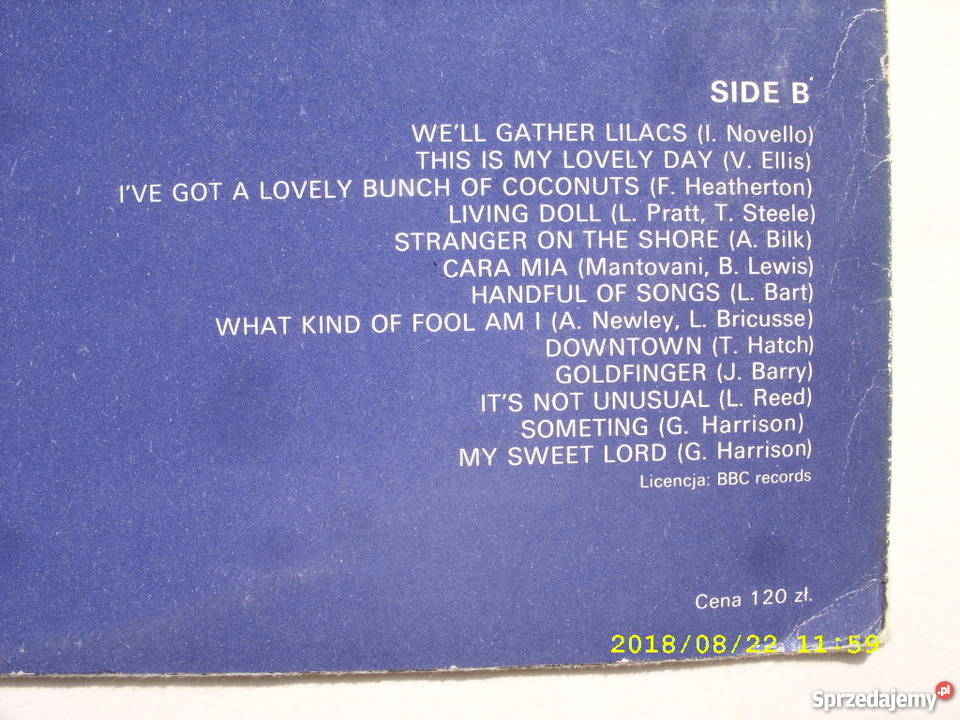 SIDE B
WE'LL GATHER LILACS (I. Novello)
THIS IS MY LOVELY DAY (V. Ellis)
I'VE GOT A LOVELY BUNCH OF COCONUTS (F. Heatherton)
LIVING DOLL (L. Pratt, T. Steele)
STRANGER ON THE SHORE (A. Bilk)
CARA MIA (Mantovani, B. Lewis)
HANDFUL OF SONGS (L. Bart)
WHAT KIND OF FOOL AM I (A. Newley, L. Bricusse)
DOWNTOWN (T. Hatch)
GOLDFINGER (J. Barry)
IT'S NOT UNUSUAL (L. Reed)
SOMETING (G. Harrison)
MY SWEET LORD (G. Harrison)
Licencja: BBC records
Cena 120 zł.
2018/08/22 11:59
Sprzedajemy.pl